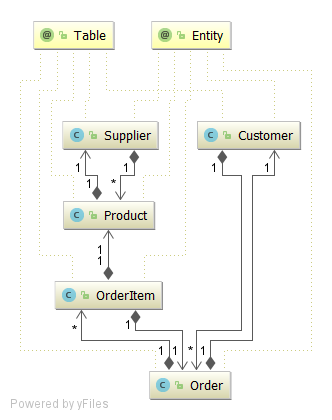 @ Table
@ Entity
C Supplier
C Customer
1
1
1
1
1
*
C Product
1
1
C OrderItem
*
1
1
*
1
C Order
Powered by yFiles